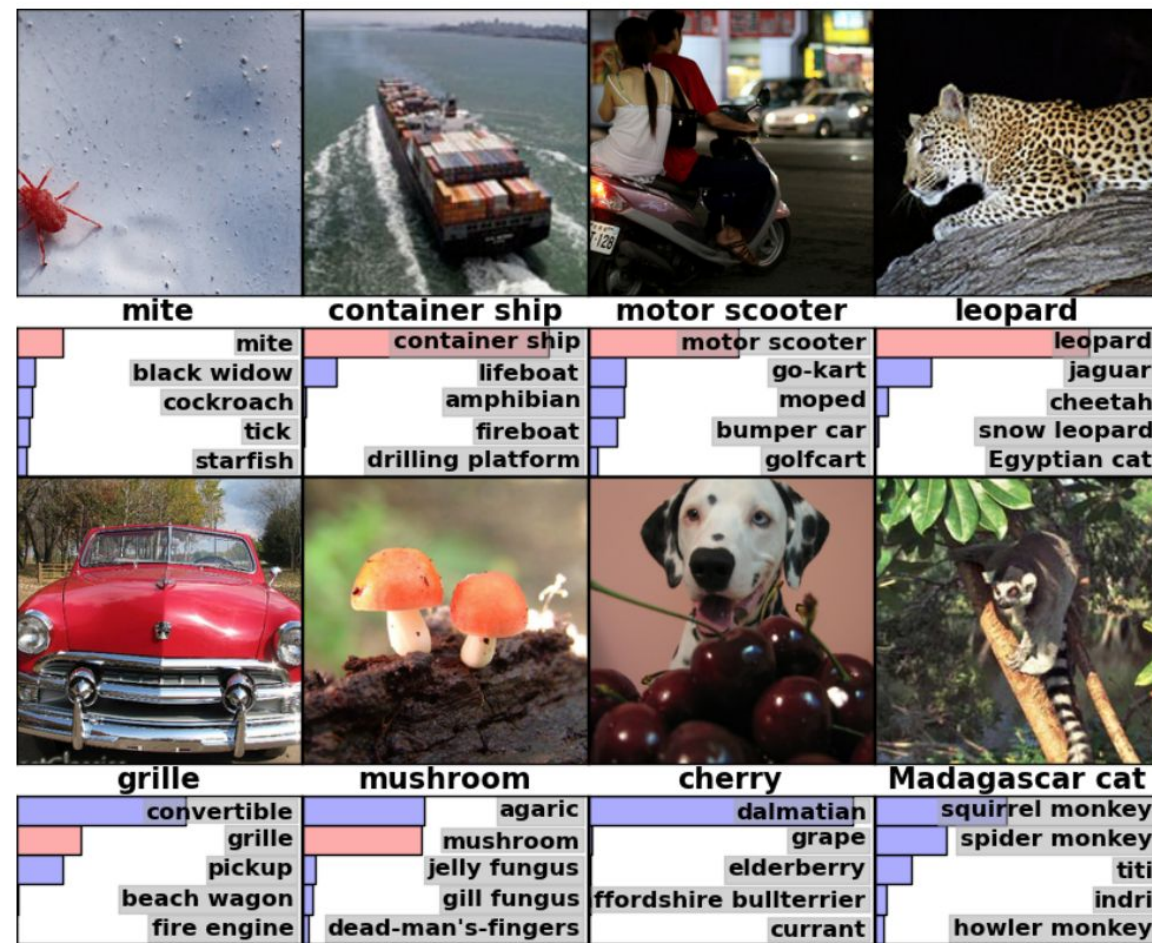 mite
container ship
motor scooter
leopard
mite
black widow
cockroach
tick
starfish
container ship
lifeboat
amphibian
fireboat
drilling platform
motor scooter
go-kart
moped
bumper car
golfcart
leopard
jaguar
cheetah
snow leopard
Egyptian cat
grille
mushroom
cherry
Madagascar cat
convertible
grille
pickup
beach wagon
fire engine
agaric
mushroom
jelly fungus
gill fungus
dead-man's-fingers
dalmatian
grape
elderberry
ffordshire bullterrier
currant
squirrel monkey
spider monkey
titi
indri
howler monkey